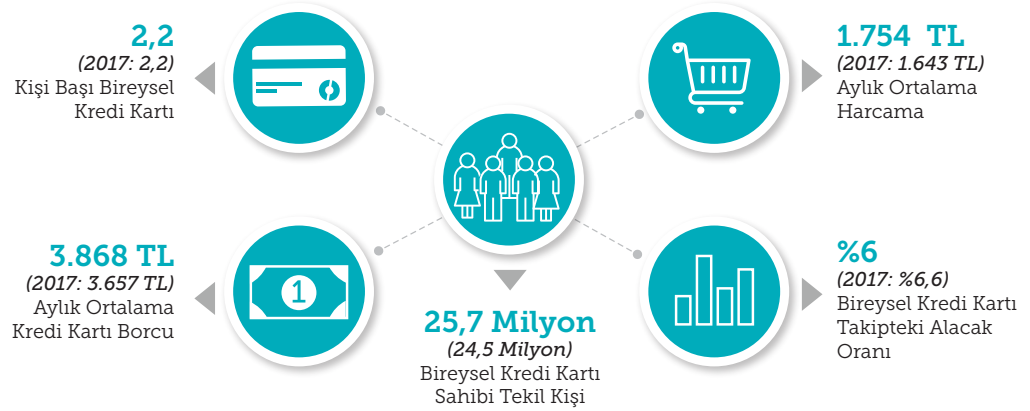 2,2
(2017: 2,2)
Kişi Başı Bireysel
Kredi Kartı
1.754 TL
(2017: 1.643 TL)
Aylık Ortalama
Harcama
3.868 TL
(2017: 3.657 TL)
Aylık Ortalama
Kredi Kartı Borcu
1
25,7 Milyon
(24,5 Milyon)
Bireysel Kredi Kartı
Sahibi Tekil Kişi
%6
(2017: %6,6)
Bireysel Kredi Kartı
Takipteki Alacak
Oranı